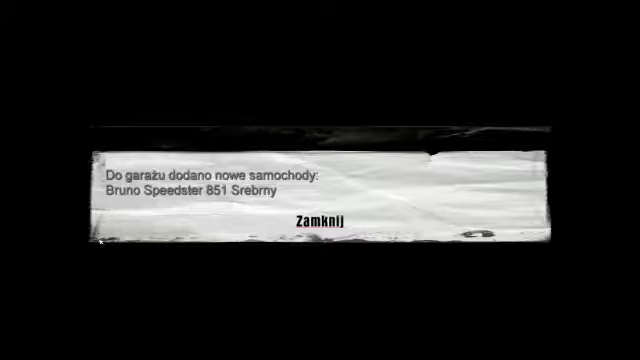 Do garażu dodano nowe samochody:
Bruno Speedster 851 Srebrny
Zamknij